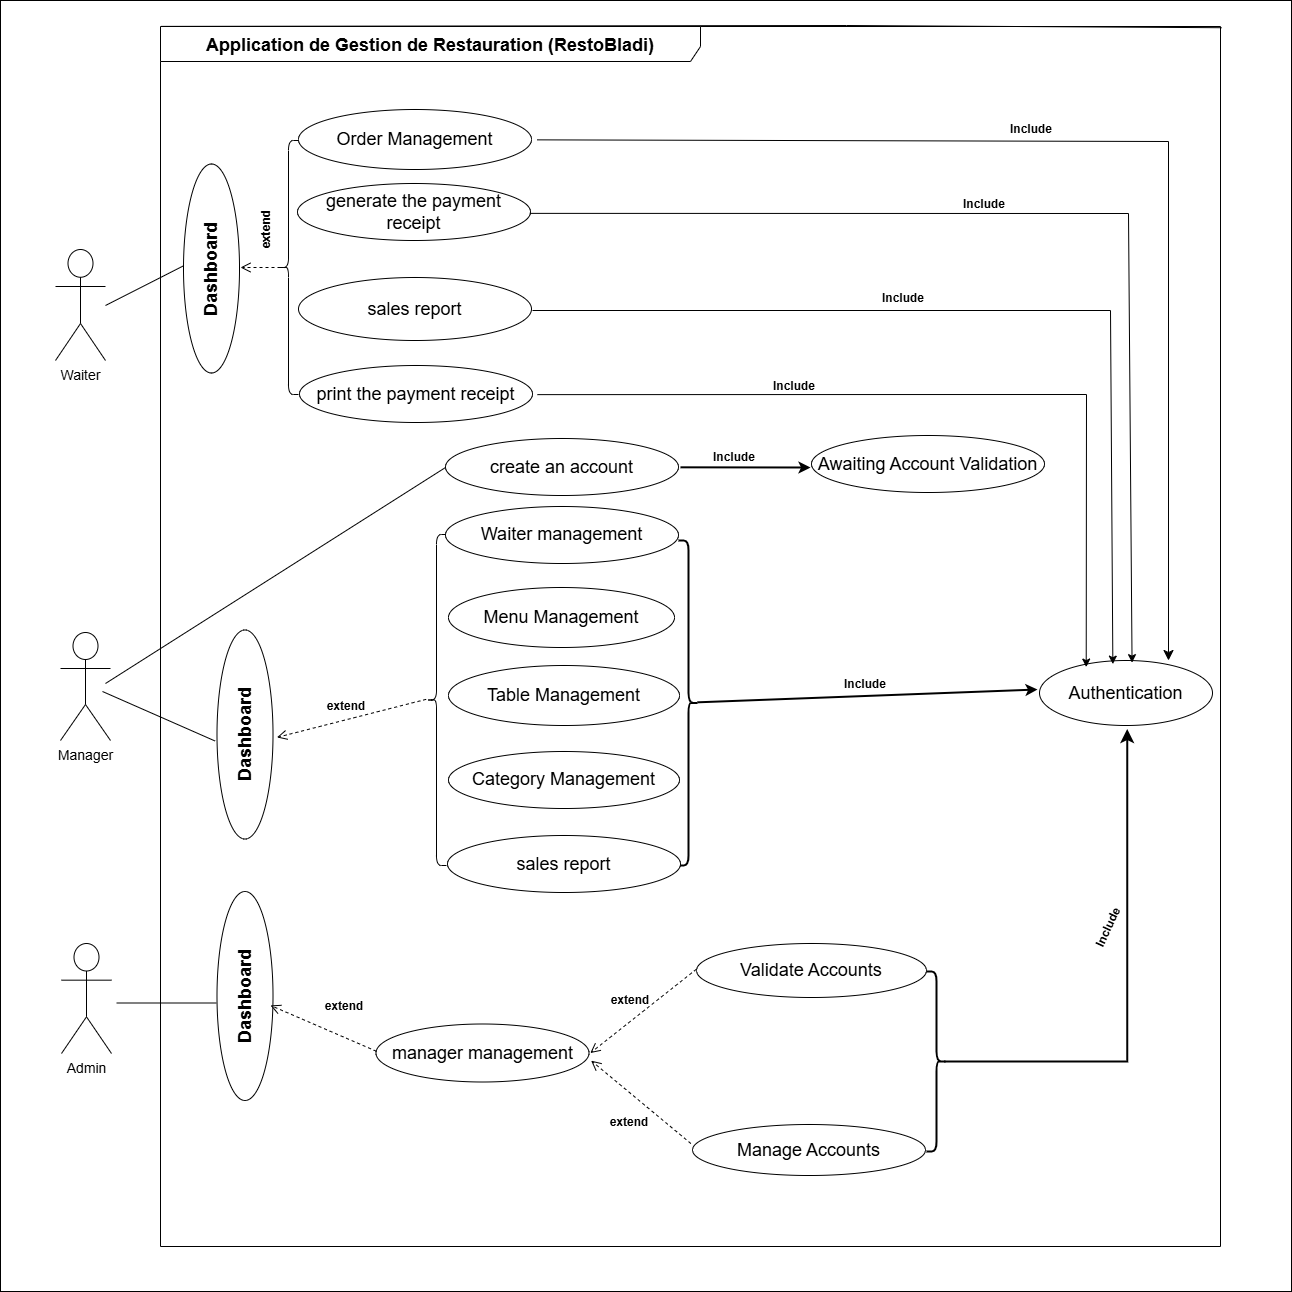 Application de Gestion de Restauration (RestoBladi)
Order Management
Include
generate the payment
receipt
Include
extend
Dashboard
sales report
Include
Waiter
print the payment receipt
Include
create an account
Include
Awaiting Account Validation
Waiter management
Menu Management
Table Management
Include
Authentication
extend
Dashboard
Manager
Category Management
sales report
Include
Dashboard
Validate Accounts
extend
extend
manager management
Admin
extend
Manage Accounts